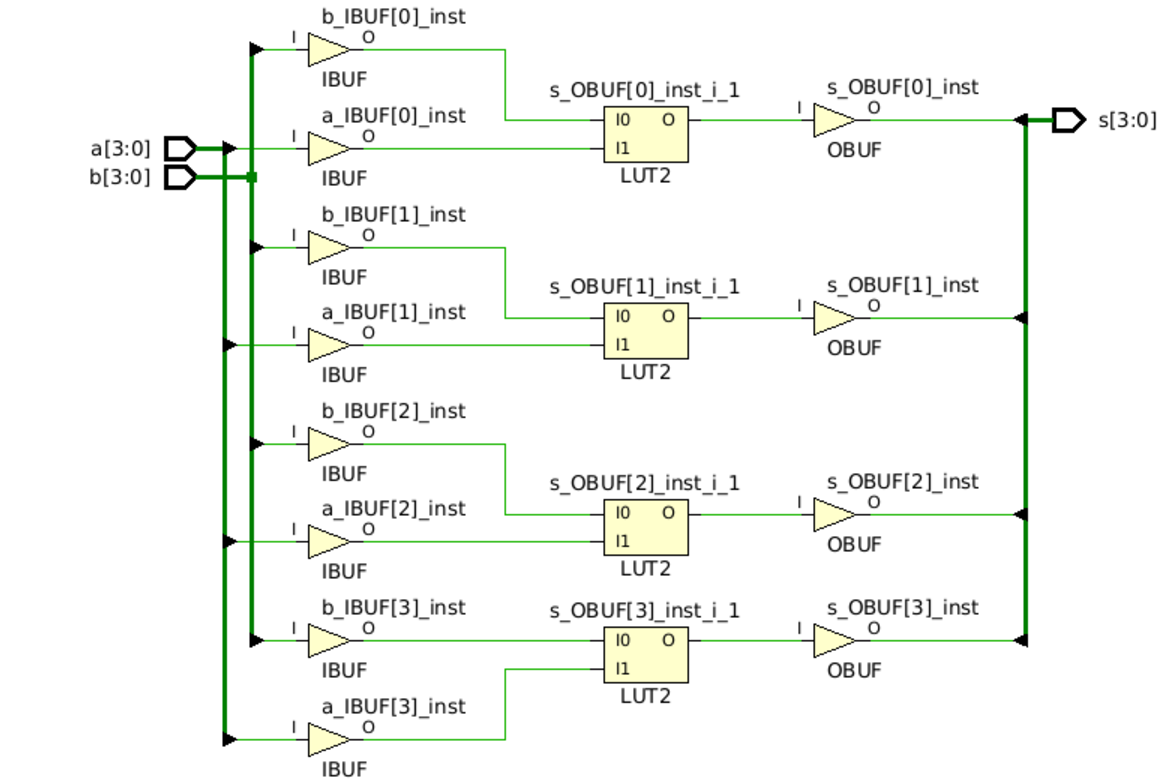 b_IBUF[0]_inst
I O
IBUF
a_IBUF[0]_inst
I O
IBUF
s_OBUF[0]_inst_i_1
I0 O
I1
LUT2
s_OBUF[0]_inst
I O
OBUF
a[3:0]
b[3:0]
s[3:0]
b_IBUF[1]_inst
I O
IBUF
a_IBUF[1]_inst
I O
IBUF
s_OBUF[1]_inst_i_1
I0 O
I1
LUT2
s_OBUF[1]_inst
I O
OBUF
b_IBUF[2]_inst
I O
IBUF
a_IBUF[2]_inst
I O
IBUF
s_OBUF[2]_inst_i_1
I0 O
I1
LUT2
s_OBUF[2]_inst
I O
OBUF
b_IBUF[3]_inst
I O
IBUF
a_IBUF[3]_inst
I O
IBUF
s_OBUF[3]_inst_i_1
I0 O
I1
LUT2
s_OBUF[3]_inst
I O
OBUF